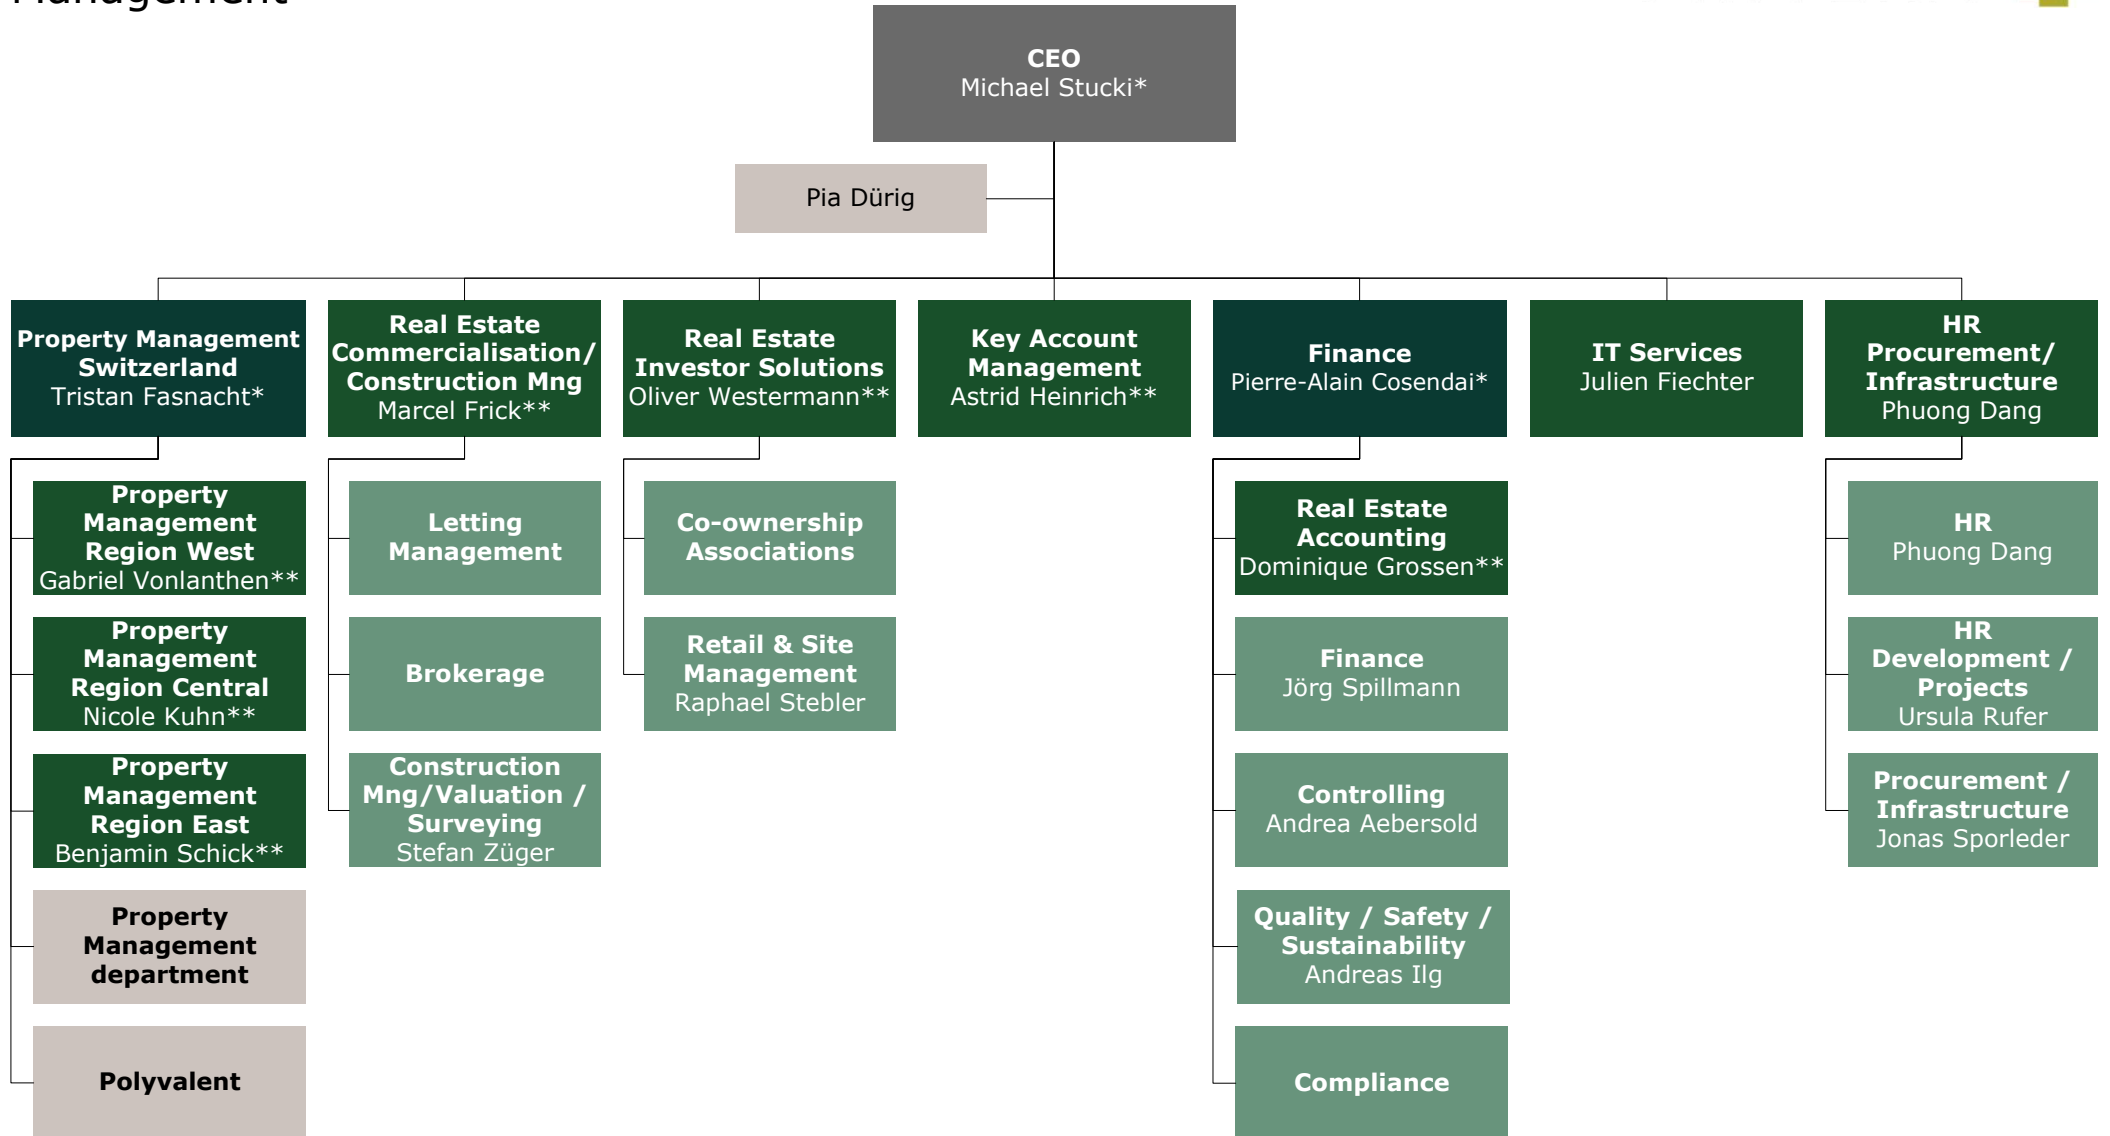 Management
CEO
Michael Stucki*
Pia Dürig
Property Management
Switzerland
Tristan Fasnacht*
Real Estate
Commercialisation/
Construction Mng
Marcel Frick**
Real Estate
Investor Solutions
Oliver Westermann**
Key Account
Management
Astrid Heinrich**
Finance
Pierre-Alain Cosendai*
IT Services
Julien Fiechter
HR
Procurement/
Infrastructure
Phuong Dang
Property
Management
Region West
Gabriel Vonlanthen**
Property
Management
Region Central
Nicole Kuhn**
Property
Management
Region East
Benjamin Schick**
Property
Management
department
Polyvalent
Letting
Management
Brokerage
Construction
Mng/Valuation /
Surveying
Stefan Züger
Co-ownership
Associations
Retail & Site
Management
Raphael Stebler
Real Estate
Accounting
Dominique Grossen**
Finance
Jörg Spillmann
Controlling
Andrea Aebersold
Quality / Safety /
Sustainability
Andreas Ilg
Compliance
HR
Phuong Dang
HR
Development /
Projects
Ursula Rufer
Procurement /
Infrastructure
Jonas Sporleder